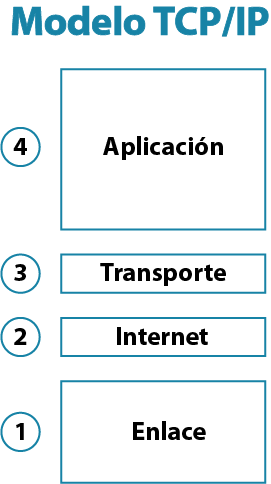 Modelo TCP/IP
4 Aplicación
3 Transporte
2 Internet
1 Enlace